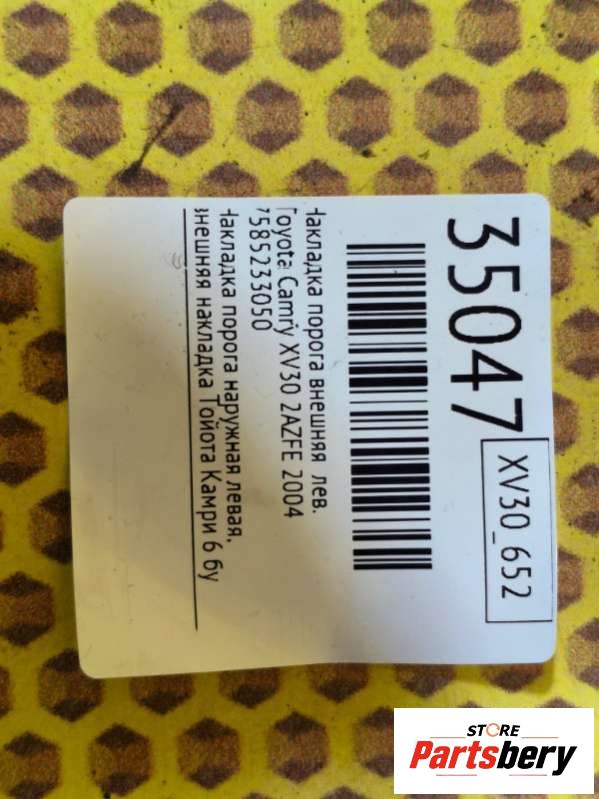 35047
XV30_652
Накладка порога внешняя лев.
Toyota Camry XV30 2AZFE 2004
7585233050
Накладка порога наружная левая,
внешняя накладка Тойота Камри 6 бу
STORE
Partsbery